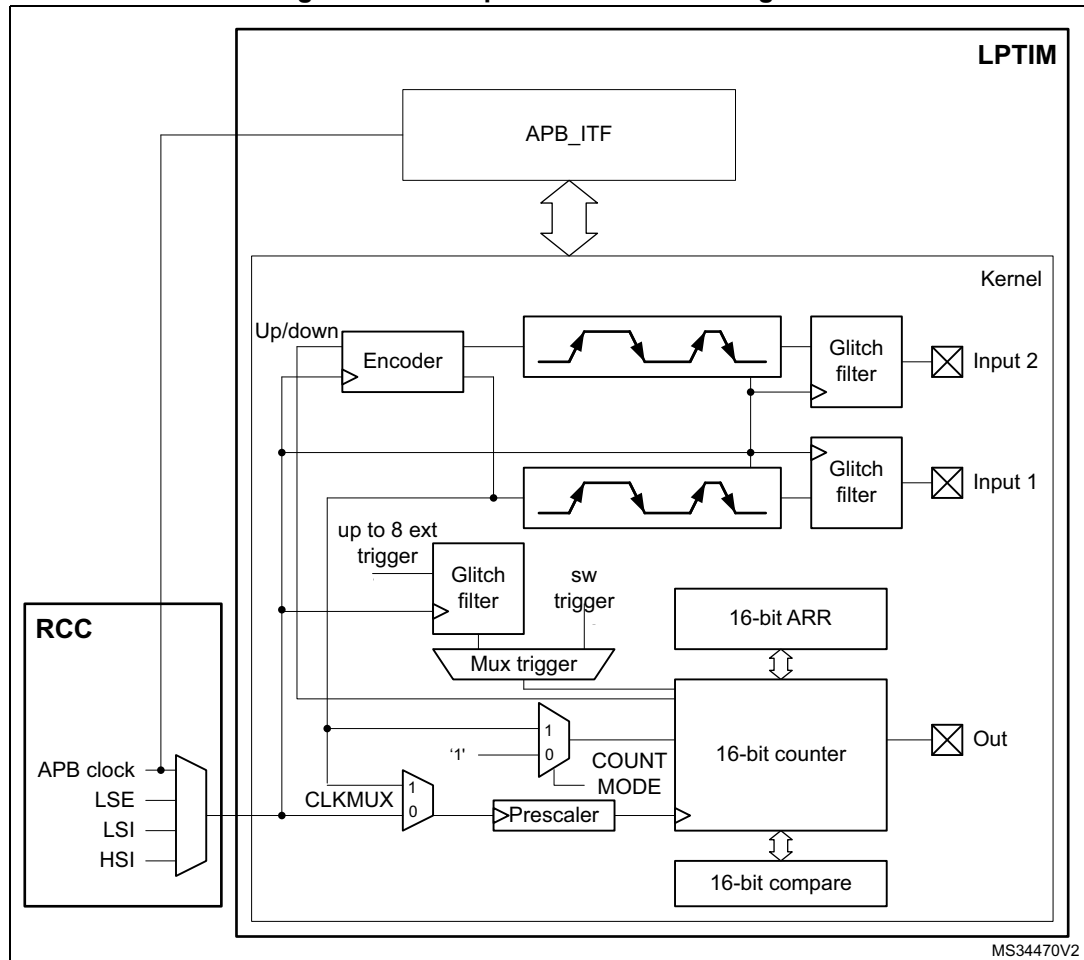 LPTIM
APB_ITF
Kernel
Up/down
Encoder
Glitch
filter
Input 2
Glitch
filter
Input 1
up to 8 ext
trigger
Glitch
filter
sw
trigger
Mux trigger
16-bit ARR
RCC
16-bit counter
Out
1
'1'
0
COUNT
MODE
APB clock
LSE
LSI
HSI
CLKMUX
1
0
Prescaler
16-bit compare
MS34470V2